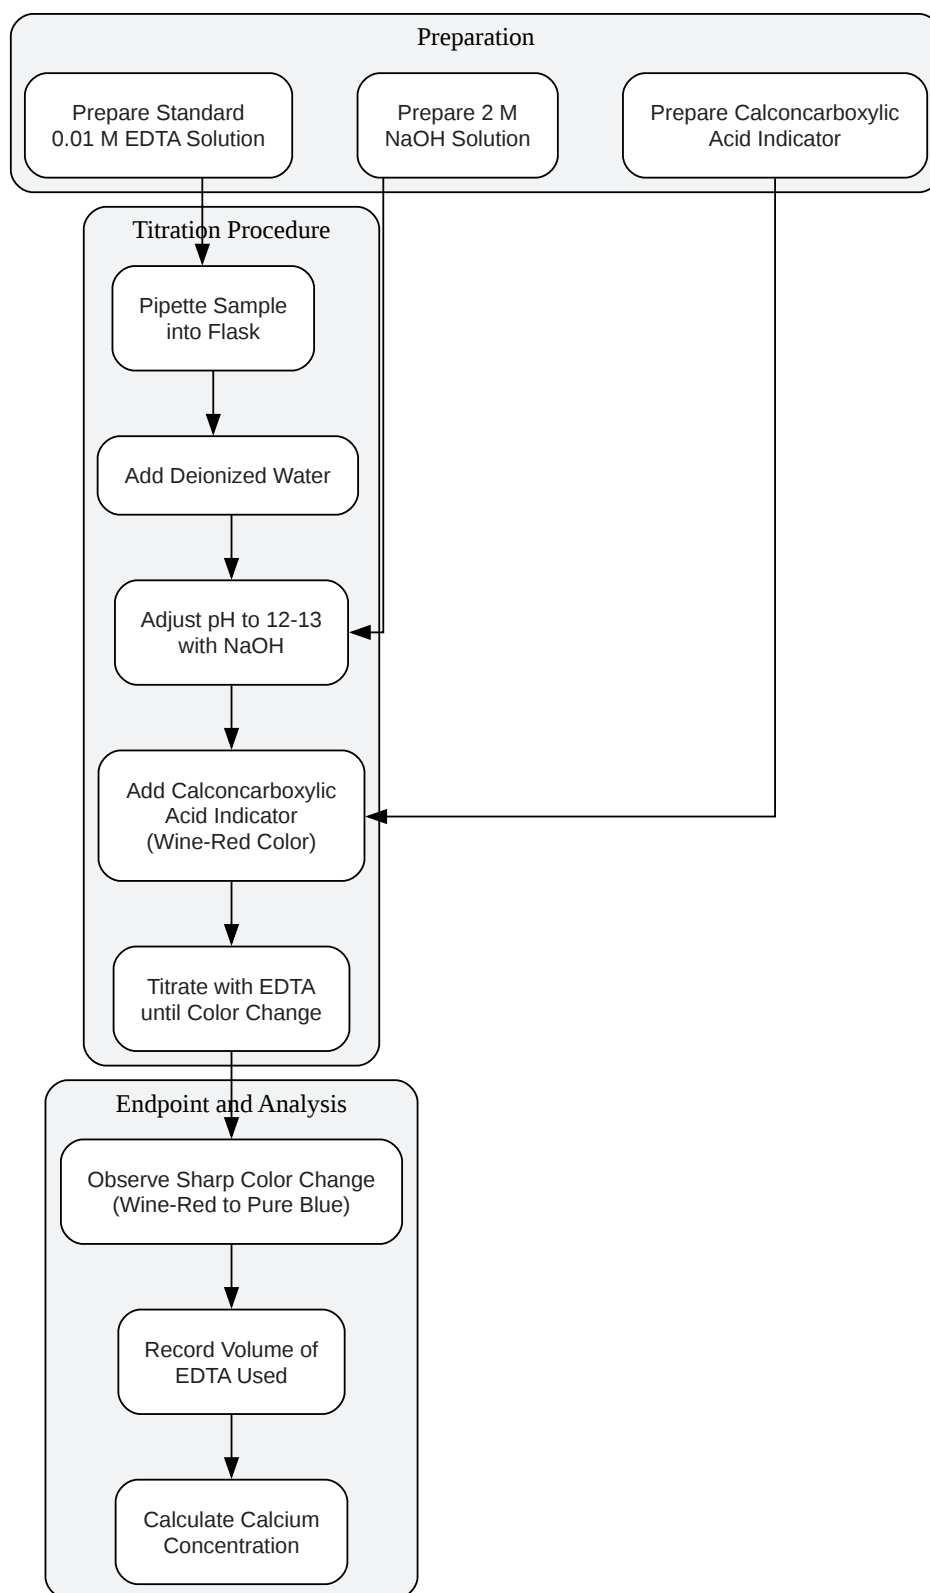 Preparation
Prepare Standard
0.01 M EDTA Solution
Prepare 2 M
NaOH Solution
Prepare Calconcarboxylic
Acid Indicator
Titration Procedure
Pipette Sample
into Flask
Add Deionized Water
Adjust pH to 12-13
with NaOH
Add Calconcarboxylic
Acid Indicator
(Wine-Red Color)
Titrate with EDTA
until Color Change
Endpoint and Analysis
Observe Sharp Color Change
(Wine-Red to Pure Blue)
Record Volume of
EDTA Used
Calculate Calcium
Concentration